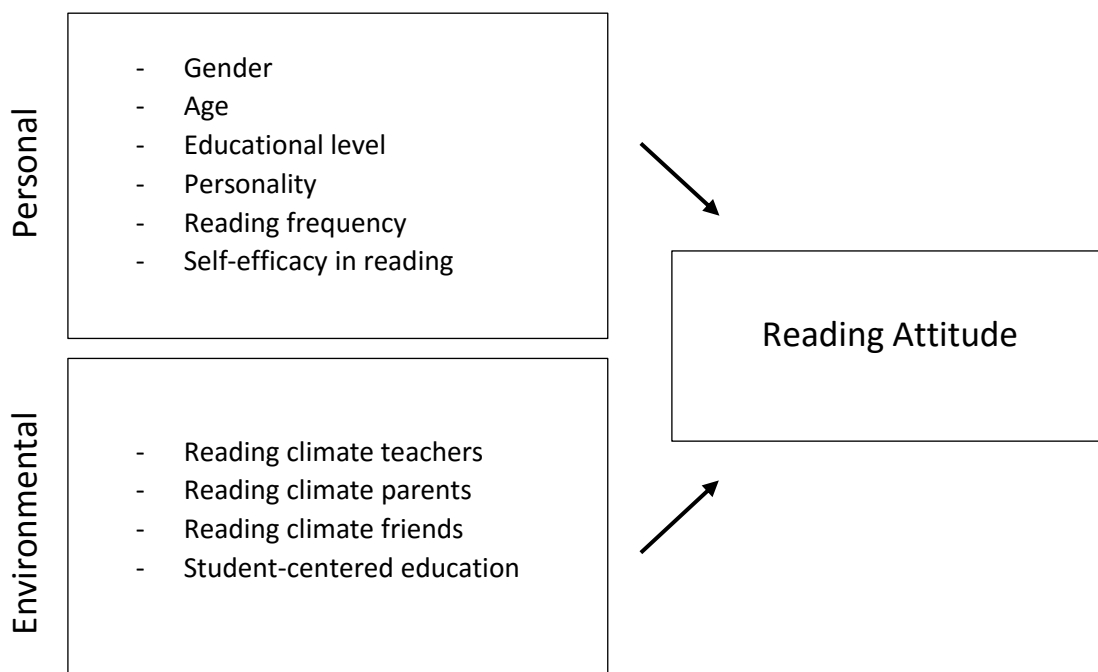 Personal
- Gender
- Age
- Educational level
- Personality
- Reading frequency
- Self-efficacy in reading
Environmental
- Reading climate teachers
- Reading climate parents
- Reading climate friends
- Student-centered education
Reading Attitude